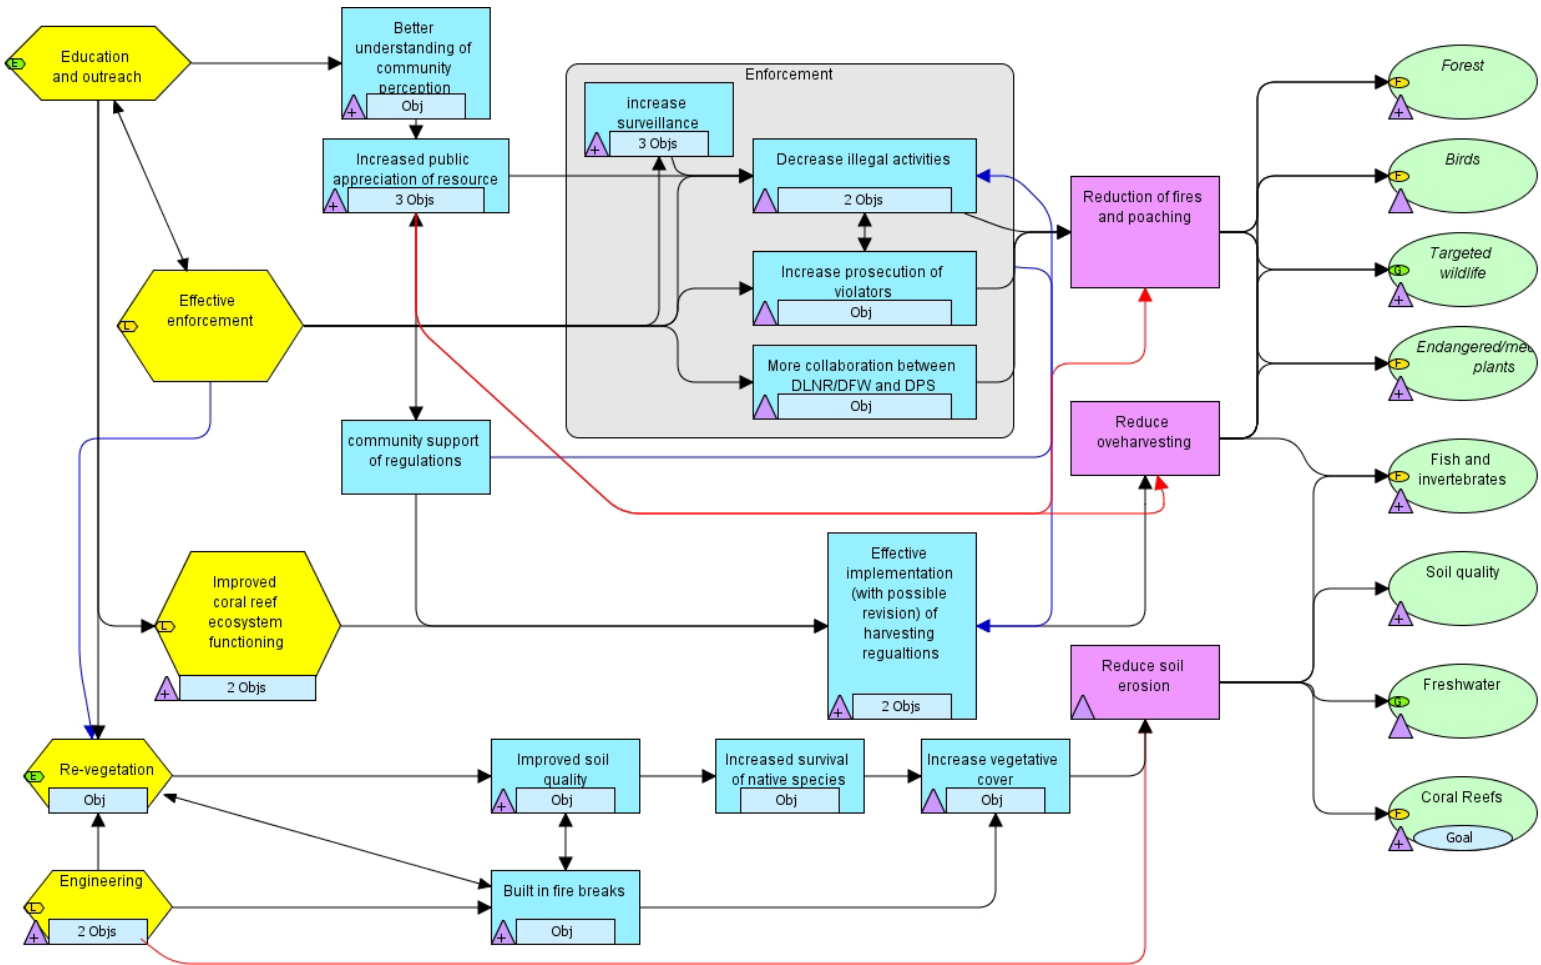 Education
and outreach
E
Better
understanding of
community
perception
Obj
+
Increased public
appreciation of resource
3 Objs
+
Effective
enforcement
L
Enforcement
increase
surveillance
3 Objs
+
Decrease illegal activities
2 Objs
Increase prosecution of
violators
Obj
More collaboration between
DLNR/DFW and DPS
Obj
community support
of regulations
Improved
coral reef
ecosystem
functioning
L
2 Objs
+
Effective
implementation
(with possible
revision) of
harvesting
regualtions
2 Objs
+
Re-vegetation
E
Obj
Engineering
L
2 Objs
+
Improved soil
quality
Obj
+
Increased survival
of native species
Obj
Increase vegetative
cover
Obj
Built in fire breaks
Obj
+
Reduction of fires
and poaching
Reduce
oveharvesting
Reduce soil
erosion
Forest
F
+
Birds
F
Targeted
wildlife
G
+
Endangered/med
plants
F
+
Fish and
invertebrates
F
+
Soil quality
+
Freshwater
G
Coral Reefs
F
Goal
+